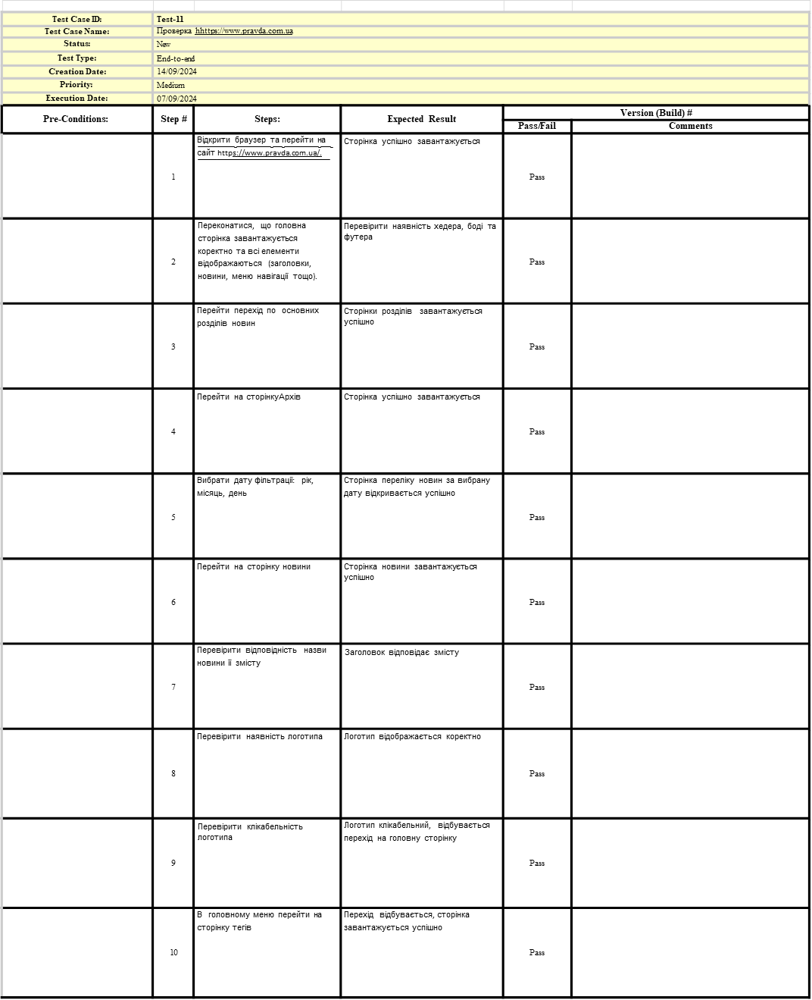 Test Case ID: Test-11
Test Case Name: Проверка hhttps://www.pravda.com.ua
Status: New
Test Type: End-to-end
Creation Date: 14/09/2024
Priority: Medium
Execution Date: 07/09/2024
Pre-Conditions: Step # Steps: Expected Result Version (Build) #
Pass/Fail Comments
Відкрити браузер та перейти на
сайт https://www.pravda.com.ua/.
Сторінка успішно завантажується
1 Pass
Переконатися, що головна
сторінка завантажується
коректно та всі елементи
відображаються (заголовки,
новини, меню навігації тощо).
Перевірити наявність хедера, боді та
футера
2 Pass
Перейти перехід по основних
розділів новин
Сторінки розділів завантажується
успішно
3 Pass
Перейти на сторінкуАрхів
Сторінка успішно завантажується
4 Pass
Вибрати дату фільтрації: рік,
місяць, день
Сторінка переліку новин за вибрану
дату відкривається успішно
5 Pass
Перейти на сторінку новини
Сторінка новини завантажується
успішно
6 Pass
Перевірити відповідність назви
новини її змісту
Заголовок відповідає змісту
7 Pass
Перевірити наявність логотипа
Логотип відображається коректно
8 Pass
Перевірити клікабельність
логотипа
Логотип клікабельний, відбувається
перехід на головну сторінку
9 Pass
В головному меню перейти на
сторінку тегів
Перехід відбувається, сторінка
завантажується успішно
10 Pass